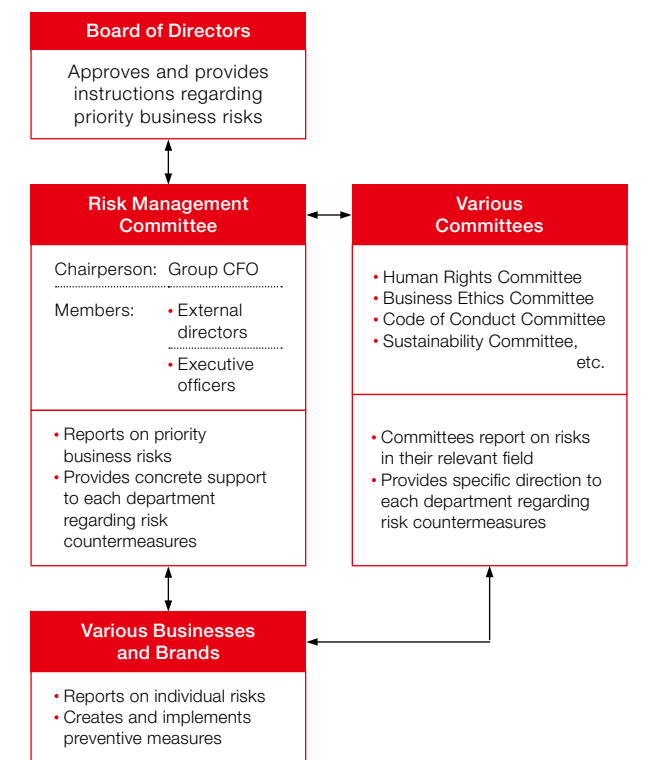 Board of Directors
Approves and provides
instructions regarding
priority business risks
Risk Management
Committee
Chairperson: Group CFO
Members: • External
directors
• Executive
officers
• Reports on priority
business risks
• Provides concrete support
to each department
regarding risk
countermeasures
Various
Committees
• Human Rights Committee
• Business Ethics Committee
• Code of Conduct Committee
• Sustainability Committee,
etc.
• Committees report on risks
in their relevant field
• Provides specific direction to
each department regarding
risk countermeasures
Various Businesses
and Brands
• Reports on individual risks
• Creates and implements
preventive measures